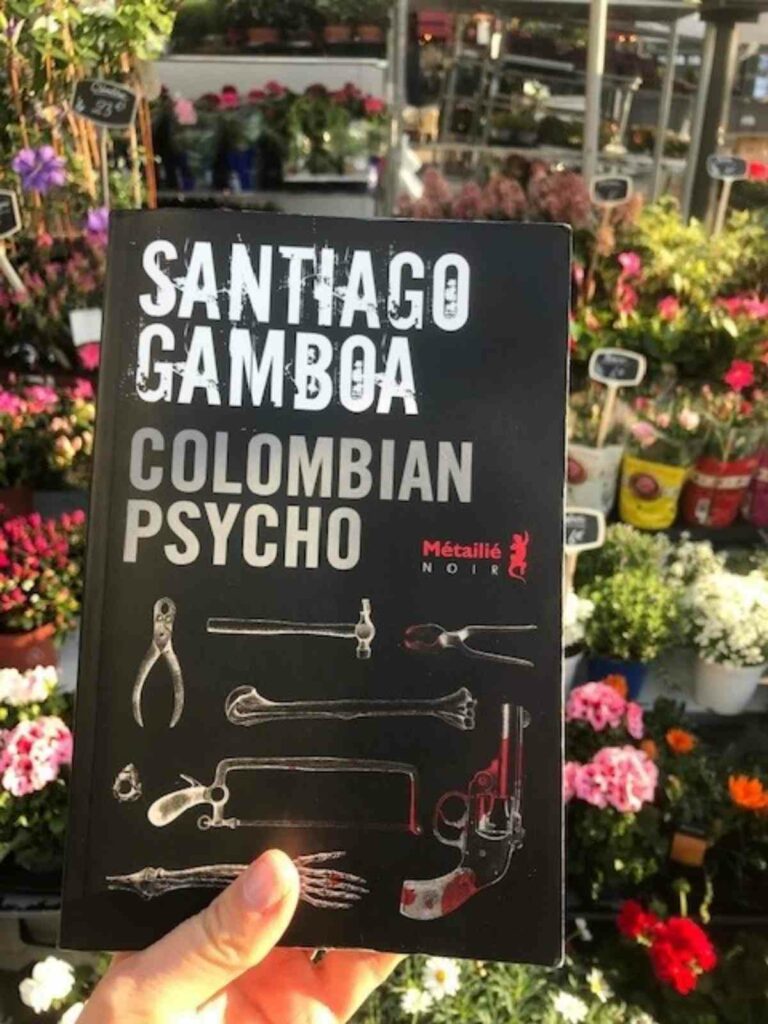 SANTIAGO
GAMBOA
COLOMBIAN
PSYCHO
Métailié
NOIR